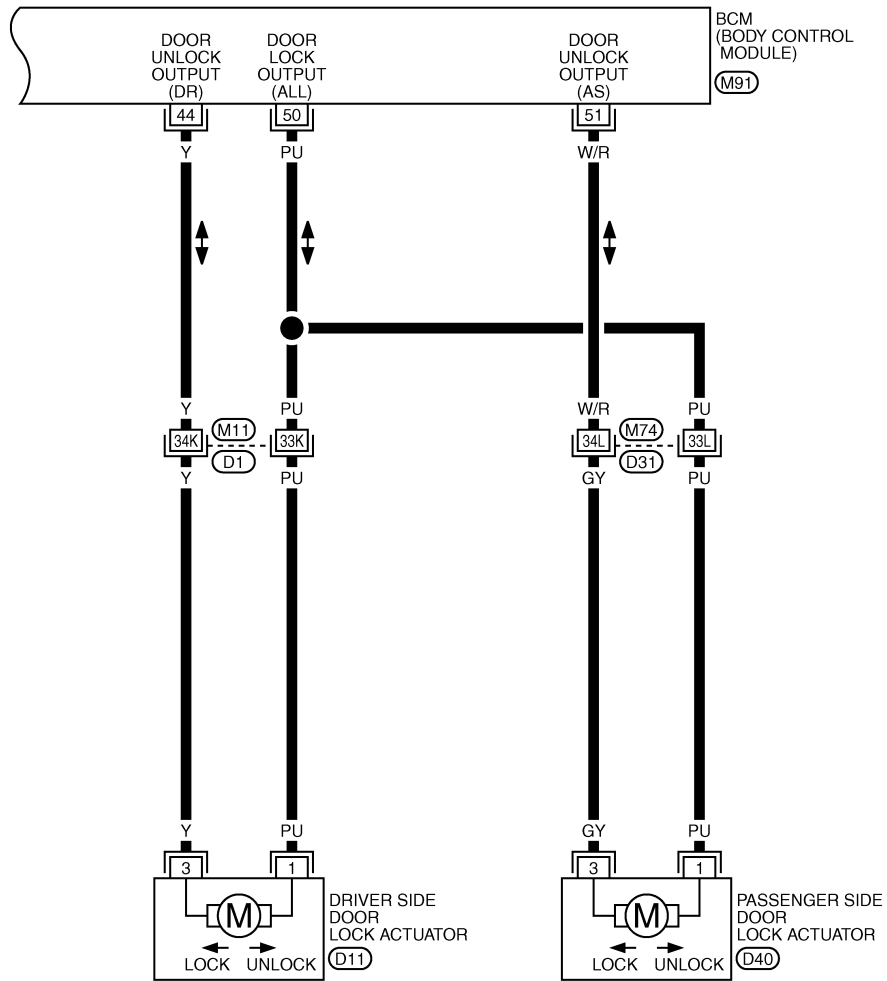 BCM
(BODY CONTROL
MODULE)
M91
DOOR
UNLOCK
OUTPUT
(DR)
DOOR
LOCK
OUTPUT
(ALL)
DOOR
UNLOCK
OUTPUT
(AS)
44
50
51
Y
PU
W/R
Y
PU
W/R
PU
34K
M11
D1
33K
34L
M74
D31
33L
Y
PU
GY
PU
Y
PU
GY
PU
3
1
3
1
M
LOCK
UNLOCK
DRIVER SIDE
DOOR
LOCK ACTUATOR
D11
M
LOCK
UNLOCK
PASSENGER SIDE
DOOR
LOCK ACTUATOR
D40